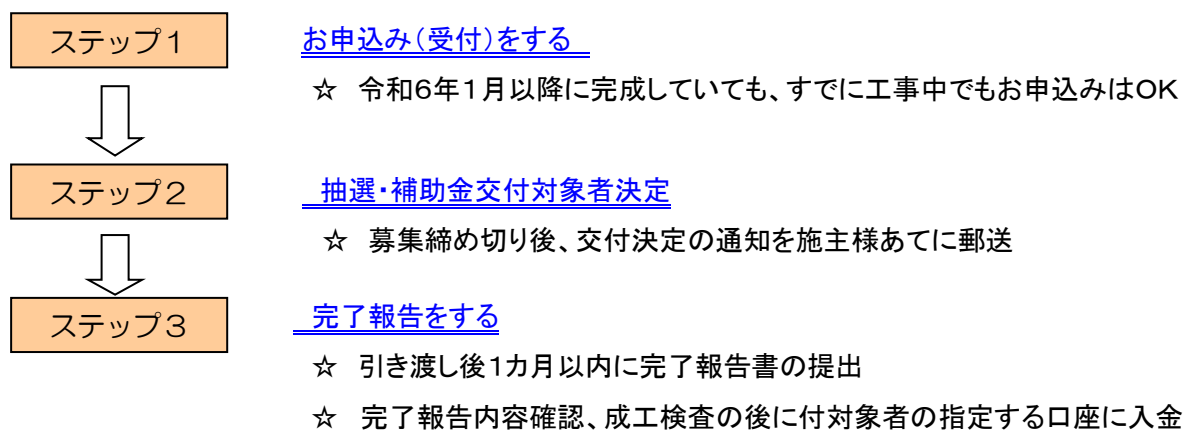 ステップ1
お申込み（受付）をする
☆ 令和6年1月以降に完成していても、すでに工事中でもお申込みはOK
ステップ2
抽選・補助金交付対象者決定
☆ 募集締め切り後、交付決定の通知を施主様あてに郵送
ステップ3
完了報告をする
☆ 引き渡し後1カ月以内に完了報告書の提出
☆ 完了報告内容確認、成工検査の後に付対象者の指定する口座に入金